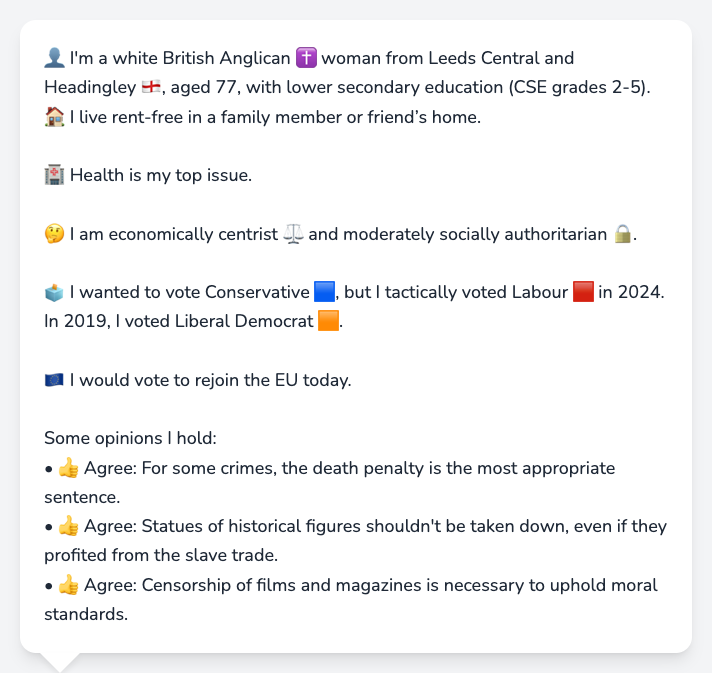 👤 I'm a white British Anglican ✝️ woman from Leeds Central and
Headingley 🏴󠁧󠁢󠁥󠁮󠁧󠁿, aged 77, with lower secondary education (CSE grades 2-5).
🏠 I live rent-free in a family member or friend’s home.
🏥 Health is my top issue.
🤔 I am economically centrist ⚖️ and moderately socially authoritarian 🔒.
🗳️ I wanted to vote Conservative 🟦, but I tactically voted Labour 🟥 in 2024.
In 2019, I voted Liberal Democrat 🟧.
🇪🇺 I would vote to rejoin the EU today.
Some opinions I hold:
• 👍 Agree: For some crimes, the death penalty is the most appropriate
sentence.
• 👍 Agree: Statues of historical figures shouldn't be taken down, even if they
profited from the slave trade.
• 👍 Agree: Censorship of films and magazines is necessary to uphold moral
standards.